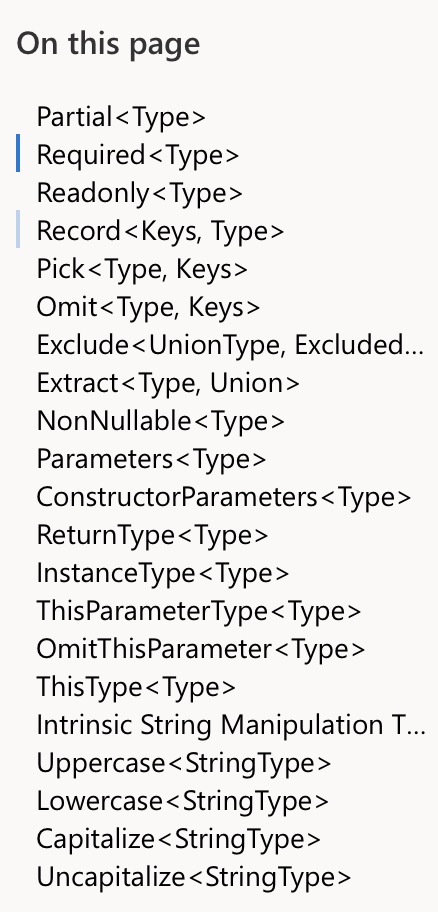 On this page
Partial<Type>
Required<Type>
Readonly<Type>
Record<Keys, Type>
Pick<Type, Keys>
Omit<Type, Keys>
Exclude<UnionType, Excluded...
Extract<Type, Union>
NonNullable<Type>
Parameters<Type>
ConstructorParameters<Type>
ReturnType<Type>
InstanceType<Type>
ThisParameterType<Type>
OmitThisParameter<Type>
ThisType<Type>
Intrinsic String Manipulation T...
Uppercase<StringType>
Lowercase<StringType>
Capitalize<StringType>
Uncapitalize<StringType>